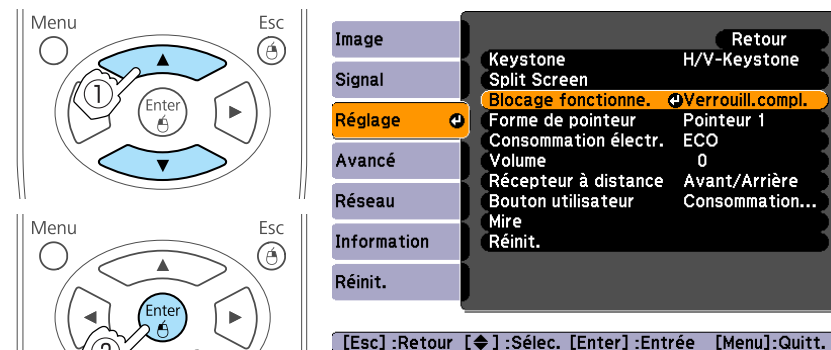 Menu
Esc
1
Enter
Menu
Esc
Enter
2
Image
Signal
Réglage
Avancé
Réseau
Information
Réinit.
Retour
Keystone H/V-Keystone
Split Screen
Blocage fonctionne. Verrouill.compl.
Forme de pointeur Pointeur 1
Consommation électr. ECO
Volume 0
Récepteur à distance Avant/Arrière
Bouton utilisateur Consommation...
Mire
Réinit.
[Esc] :Retour [◆] :Sélec. [Enter] :Entrée [Menu]:Quitt.